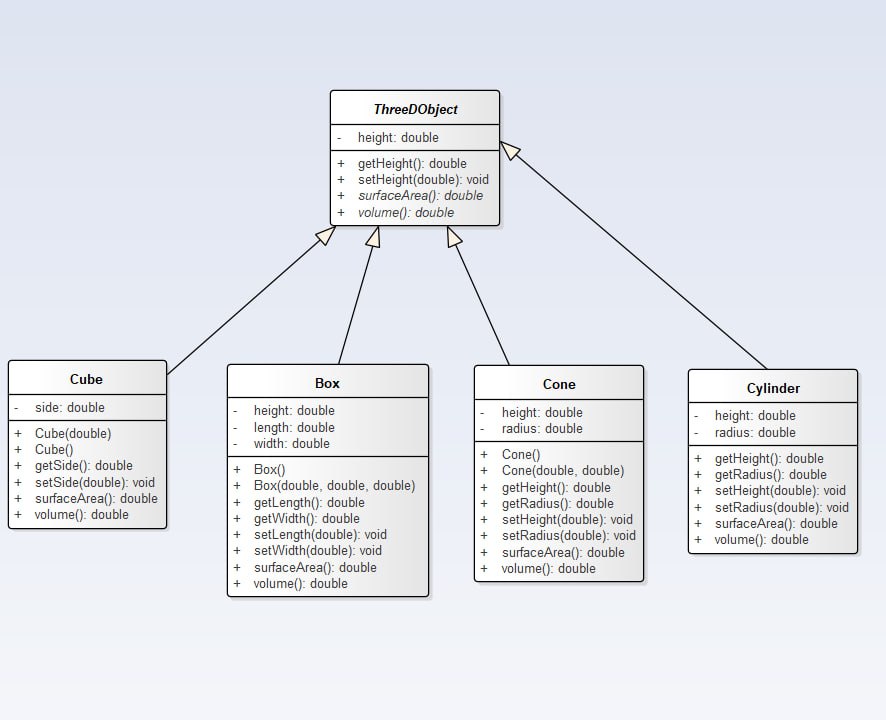 ThreeDObject
- height: double
+ getHeight(): double
+ setHeight(double): void
+ surfaceArea(): double
+ volume(): double
Cube
- side: double
+ Cube(double)
+ Cube()
+ getSide(): double
+ setSide(double): void
+ surfaceArea(): double
+ volume(): double
Box
- height: double
- length: double
- width: double
+ Box()
+ Box(double, double, double)
+ getLength(): double
+ getWidth(): double
+ setLength(double): void
+ setWidth(double): void
+ surfaceArea(): double
+ volume(): double
Cone
- height: double
- radius: double
+ Cone()
+ Cone(double, double)
+ getHeight(): double
+ getRadius(): double
+ setHeight(double): void
+ setRadius(double): void
+ surfaceArea(): double
+ volume(): double
Cylinder
- height: double
- radius: double
+ getHeight(): double
+ getRadius(): double
+ setHeight(double): void
+ setRadius(double): void
+ surfaceArea(): double
+ volume(): double